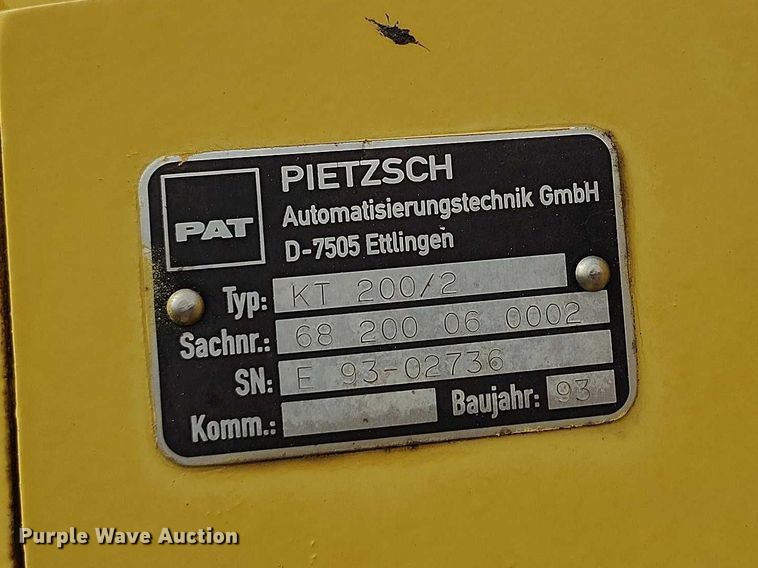 PAT
PIETZSCH
Automatisierungstechnik GmbH
D-7505 Ettlingen
Typ: KT 200/2
Sachnr.: 68 200 06 0002
SN: E 93-02736
Komm.: Baujahr: 93
Purple Wave Auction